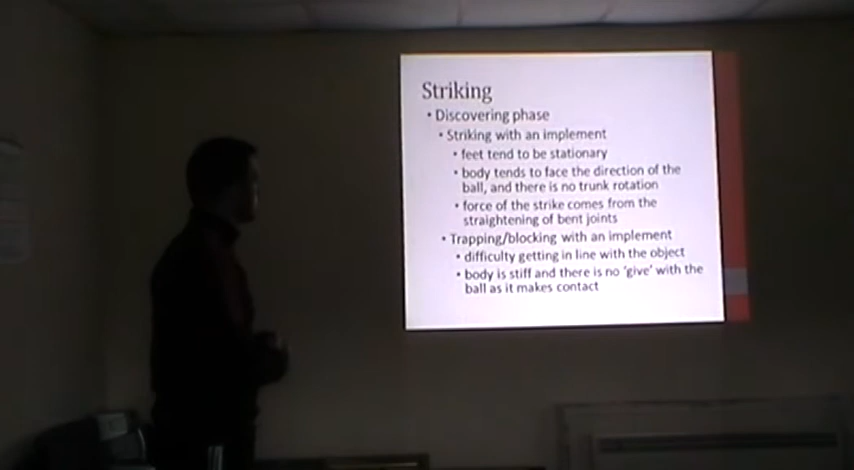 Striking
• Discovering phase
• Striking with an implement
• feet tend to be stationary
• body tends to face the direction of the
ball, and there is no trunk rotation
• force of the strike comes from the
straightening of bent joints
• Trapping/blocking with an implement
• difficulty getting in line with the object
• body is stiff and there is no 'give' with the
ball as it makes contact